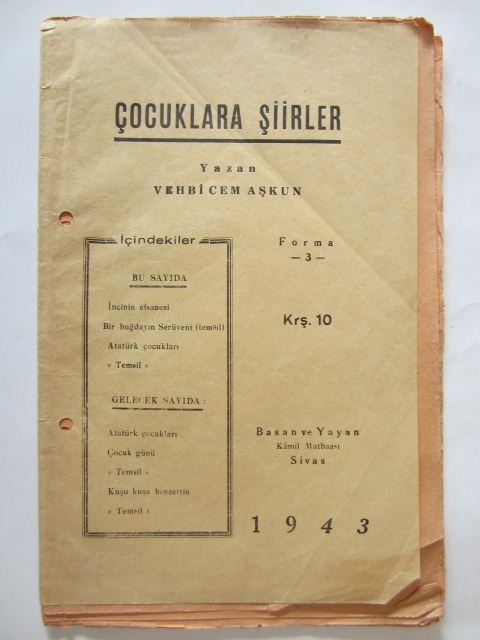 ÇOCUKLARA ŞİİRLER
Yazan
VEHBİ CEM AŞKUN
İçindekiler
BU SAYIDA
İncinin efsanesi
Bir buğdayın Serüveni (temsil)
Atatürk çocukları
« Temsil »
GELECEK SAYIDA :
Atatürk çocukları
Çocuk günü
« Temsil »
Kuşu kuşa benzettin
« Temsil »
Forma
— 3 —
Krş. 10
Basan ve Yayan
Kâmil Matbaası
Sivas
1943